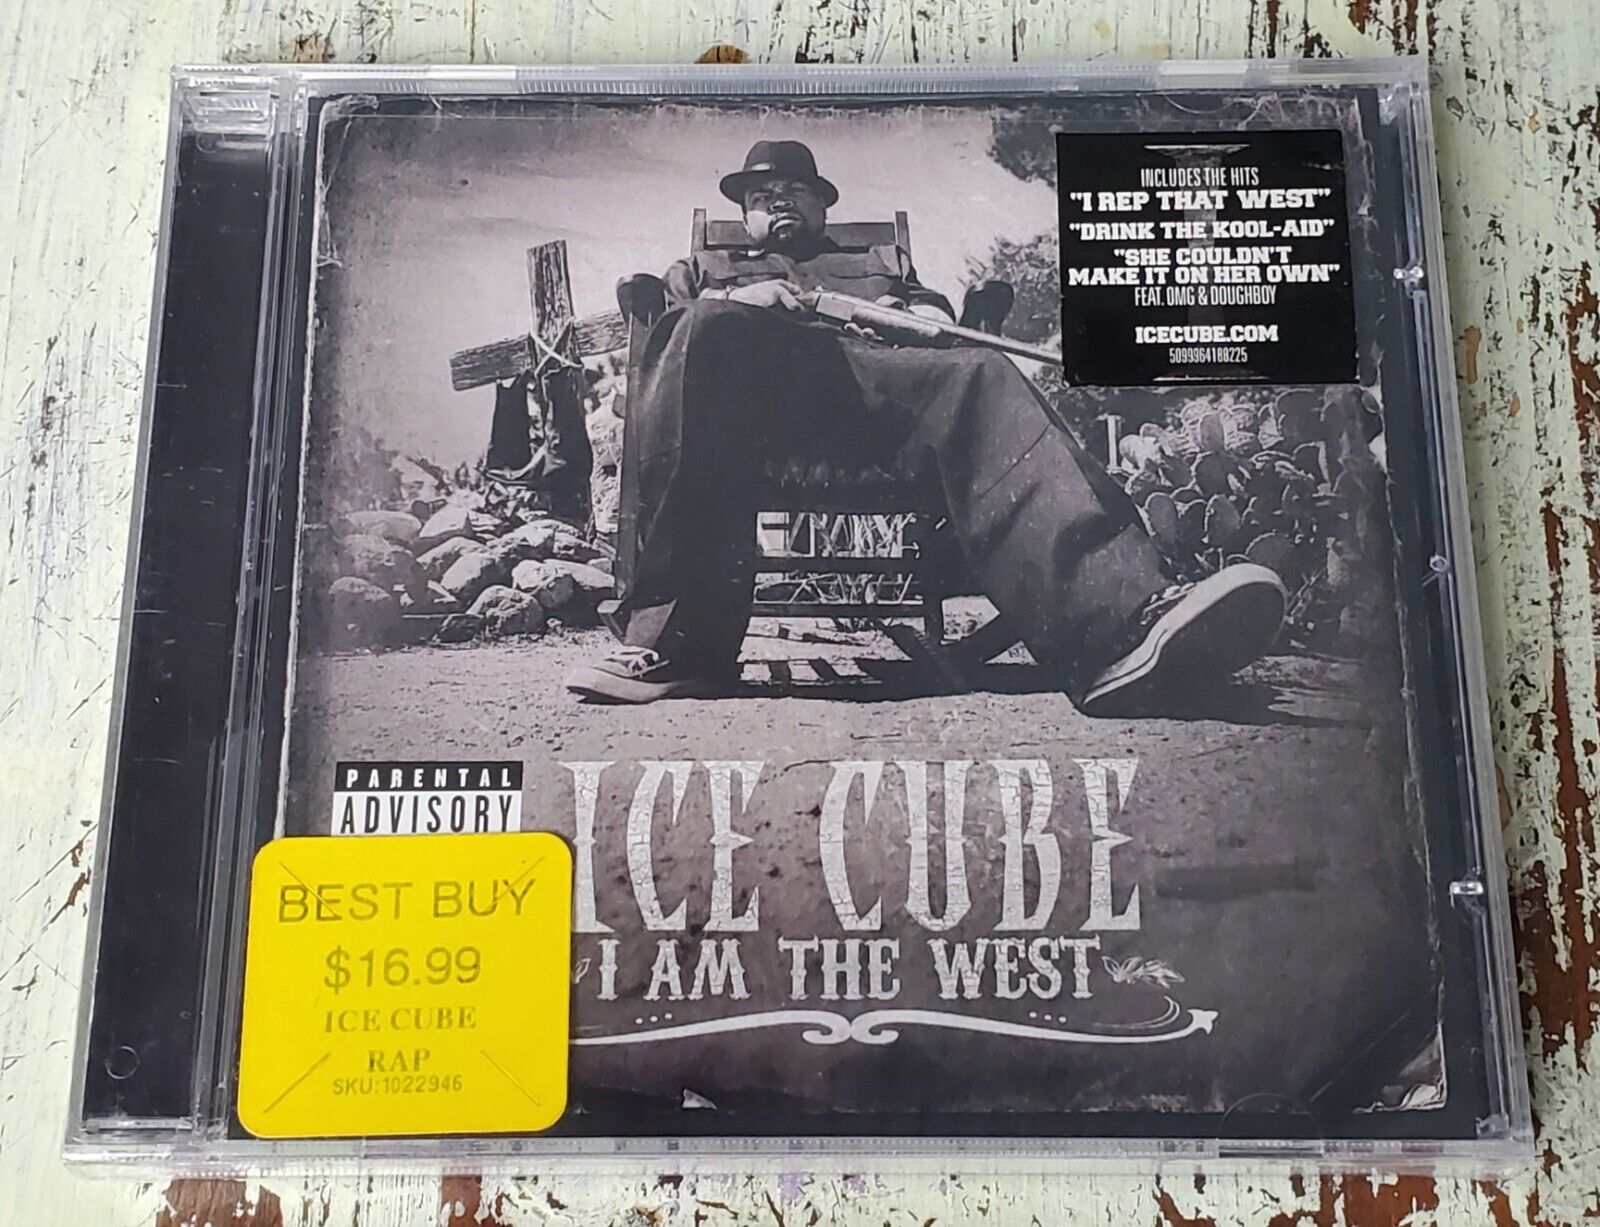 INCLUDES THE HITS
"I REP THAT WEST"
"DRINK THE KOOL-AID"
"SHE COULDN'T
MAKE IT ON HER OWN"
FEAT. OMG & DOUGHBOY
ICECUBE.COM
5099964180225
PARENTAL
ADVISORY
ICE CUBE
I AM THE WEST
BEST BUY
$16.99
ICE CUBE
RAP
SKU:1022946